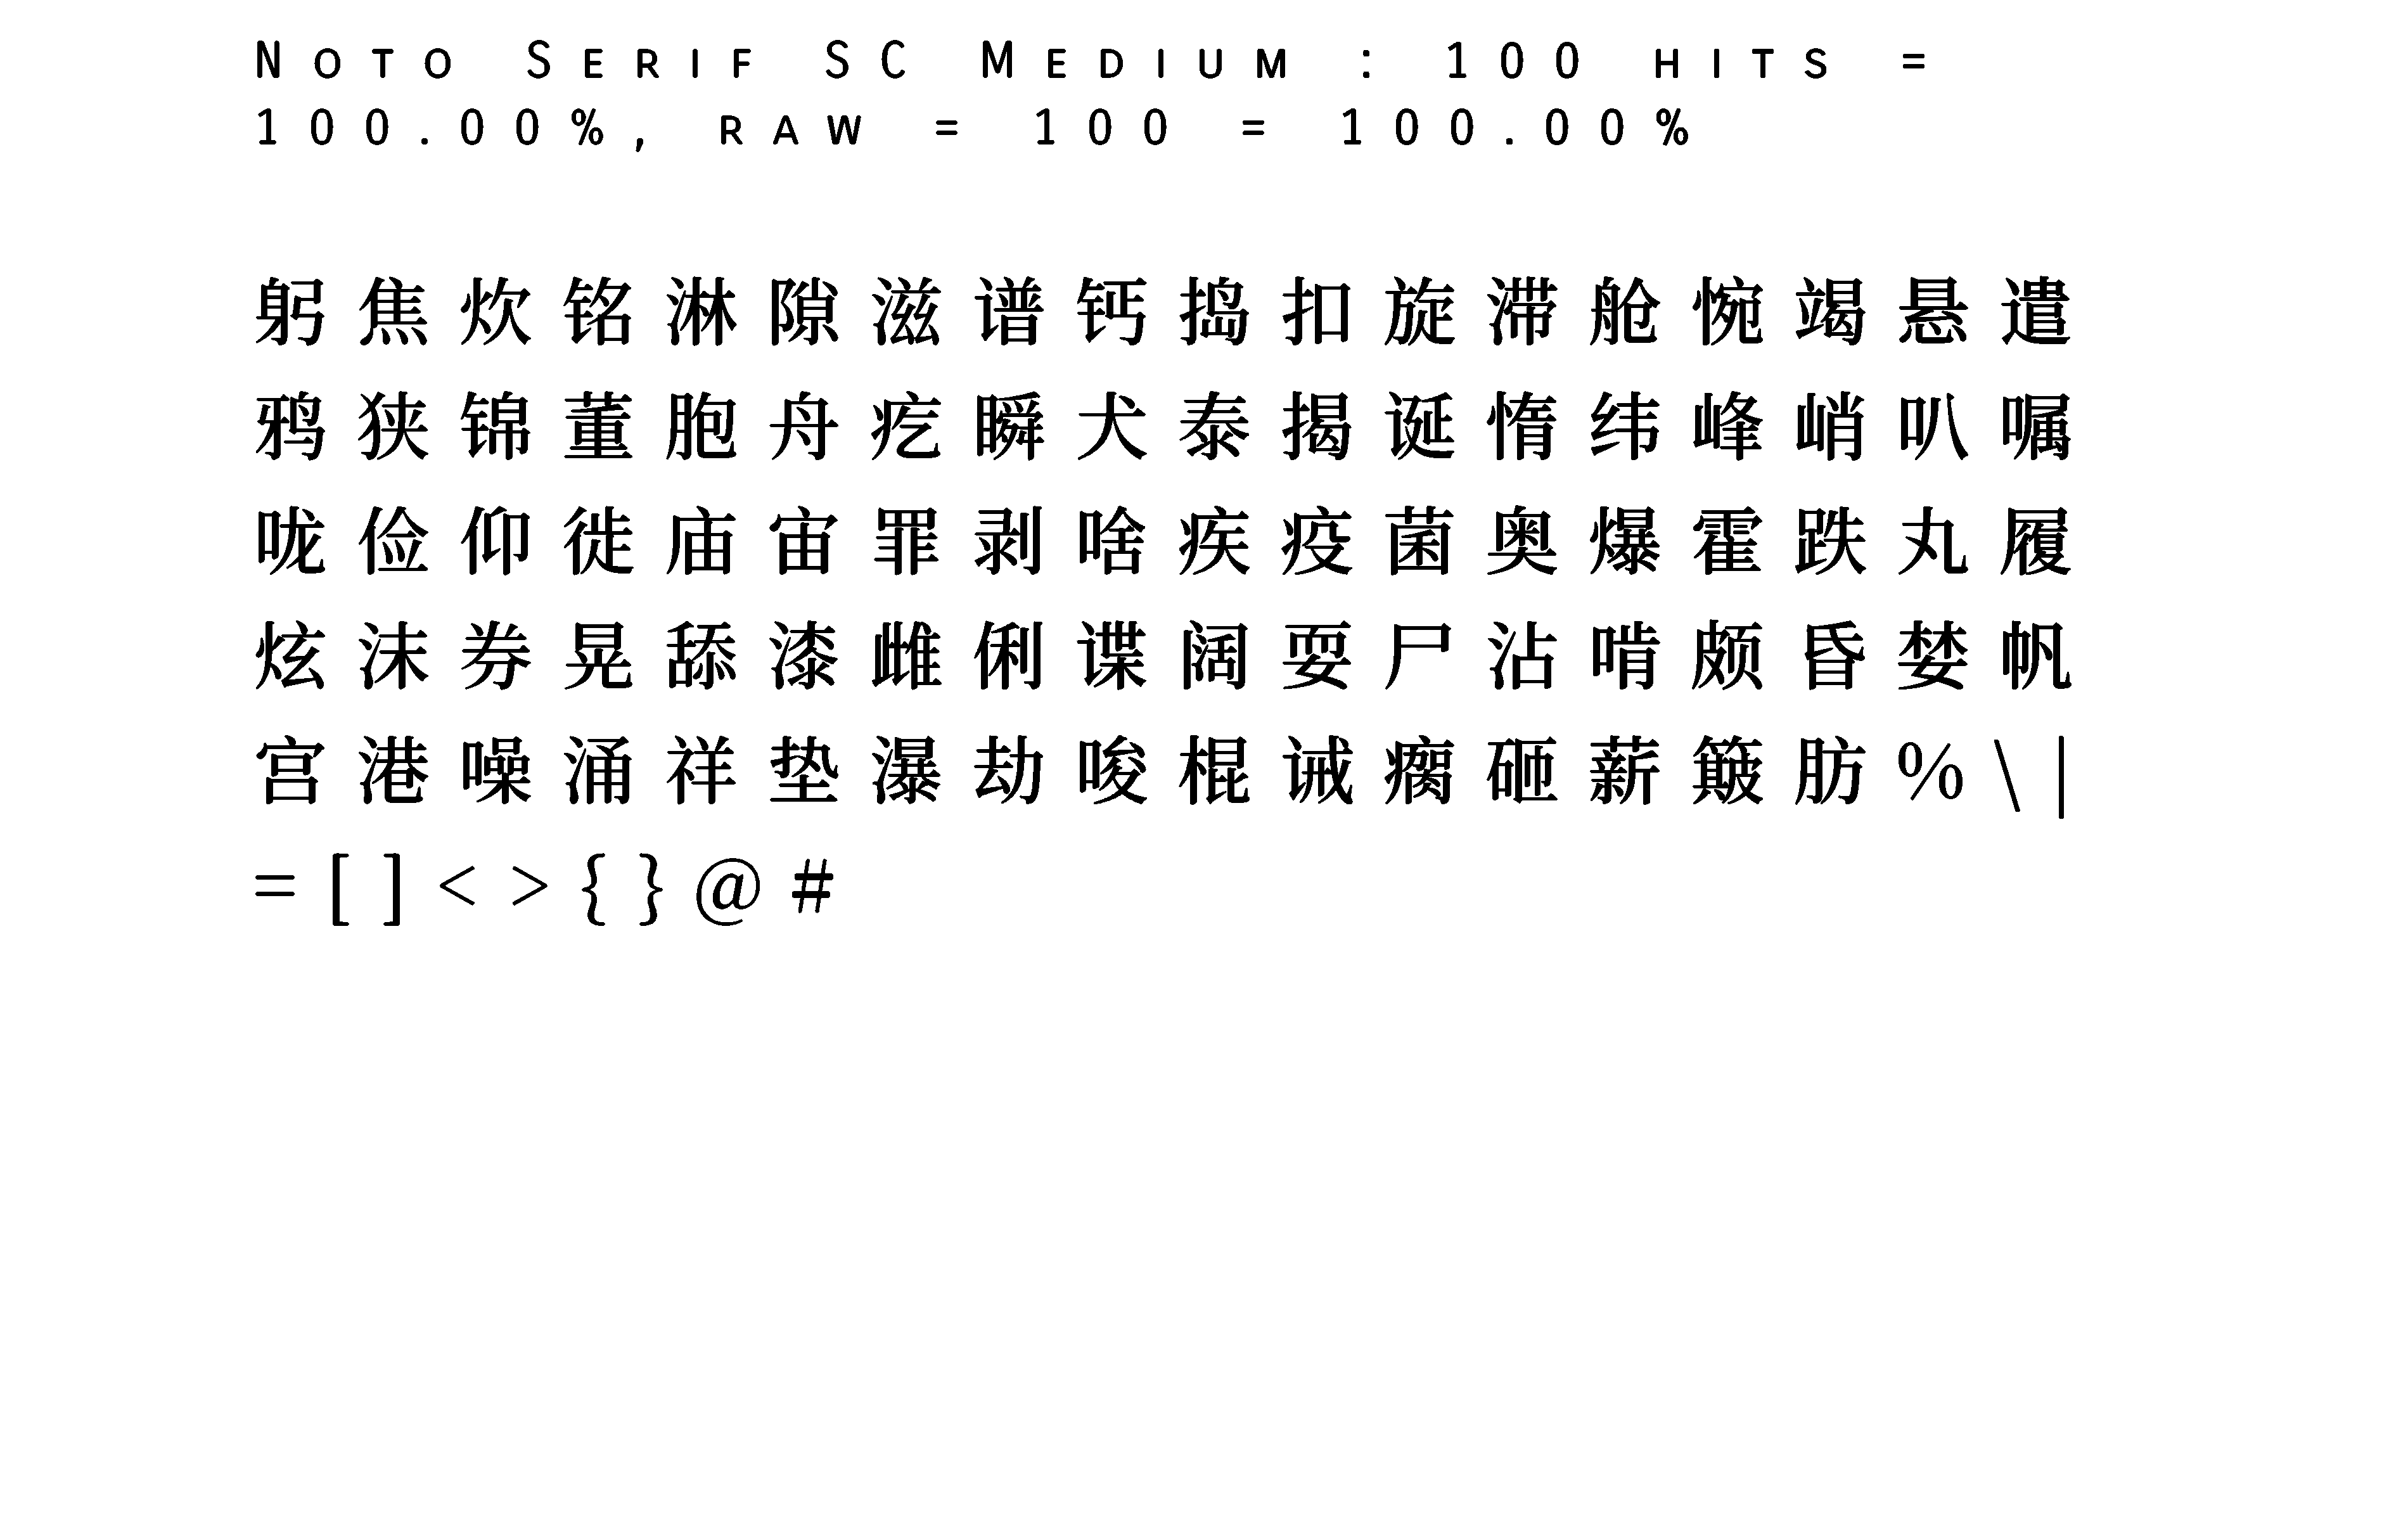 Noto Serif SC Medium : 100 hits =
100.00%, raw = 100 = 100.00%
躬 焦 炊 铭 淋 隙 滋 谱 钙 捣 扣 旋 滞 舱 惋 竭 悬 遣
鸦 狭 锦 董 胞 舟 疙 瞬 犬 泰 揭 诞 惰 纬 峰 峭 叭 嘱
咙 俭 仰 徙 庙 宙 罪 剥 啥 疾 疫 菌 奥 爆 霍 跌 丸 履
炫 沫 券 晃 舔 漆 雌 俐 谍 阔 耍 尸 沾 啃 颇 昏 婪 帆
宫 港 噪 涌 祥 垫 瀑 劫 唆 棍 诫 瘸 砸 薪 簸 肪 % \ |
= [ ] < > { } @ #